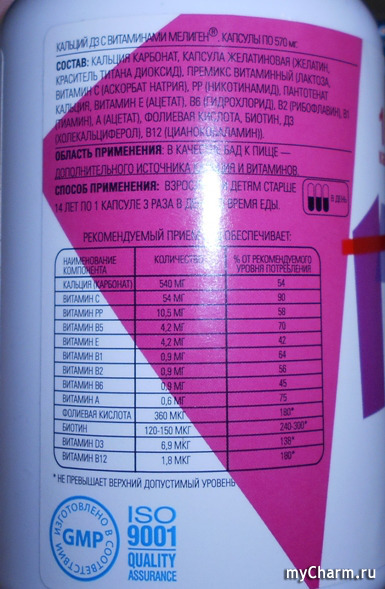 КАЛЬЦИЙ Д3 С ВИТАМИНАМИ МЕЛИГЕН®, КАПСУЛЫ ПО 570 мг.
СОСТАВ: КАЛЬЦИЯ КАРБОНАТ, КАПСУЛА ЖЕЛАТИНОВАЯ (ЖЕЛАТИН,
КРАСИТЕЛЬ ТИТАНА ДИОКСИД), ПРЕМИКС ВИТАМИННЫЙ (ЛАКТОЗА,
ВИТАМИН С (АСКОРБАТ НАТРИЯ), РР (НИКОТИНАМИД), ПАНТОТЕНАТ
КАЛЬЦИЯ, ВИТАМИН Е (АЦЕТАТ), В6 (ГИДРОХЛОРИД), В2 (РИБОФЛАВИН), В1
(ТИАМИН), А (АЦЕТАТ), ФОЛИЕВАЯ КИСЛОТА, БИОТИН, Д3
(ХОЛЕКАЛЬЦИФЕРОЛ), В12 (ЦИАНОКОБАЛАМИН)).
ОБЛАСТЬ ПРИМЕНЕНИЯ: В КАЧЕСТВЕ БАД К ПИЩЕ –
ДОПОЛНИТЕЛЬНОГО ИСТОЧНИКА КАЛЬЦИЯ И ВИТАМИНОВ.
СПОСОБ ПРИМЕНЕНИЯ: ВЗРОСЛЫМ И ДЕТЯМ СТАРШЕ
14 ЛЕТ ПО 1 КАПСУЛЕ 3 РАЗА В ДЕНЬ ВО ВРЕМЯ ЕДЫ.
В ДЕНЬ
РЕКОМЕНДУЕМЫЙ ПРИЕМ ОБЕСПЕЧИВАЕТ:
НАИМЕНОВАНИЕ КОМПОНЕНТА КОЛИЧЕСТВО % ОТ РЕКОМЕНДУЕМОГО УРОВНЯ ПОТРЕБЛЕНИЯ
КАЛЬЦИЯ (КАРБОНАТ) 540 МГ 54
ВИТАМИН С 54 МГ 90
ВИТАМИН РР 10,5 МГ 58
ВИТАМИН В5 4,2 МГ 70
ВИТАМИН Е 4,2 МГ 42
ВИТАМИН В1 0,9 МГ 64
ВИТАМИН В2 0,9 МГ 56
ВИТАМИН В6 0,9 МГ 45
ВИТАМИН А 0,6 МГ 75
ФОЛИЕВАЯ КИСЛОТА 360 МКГ 180*
БИОТИН 120-150 МКГ 240-300*
ВИТАМИН D3 6,9 МКГ 138*
ВИТАМИН В12 1,8 МКГ 180*
* НЕ ПРЕВЫШАЕТ ВЕРХНИЙ ДОПУСТИМЫЙ УРОВЕНЬ
ИЗГОТОВЛЕНО В СООТВЕТСТВИИ С
GMP
ISO
9001
QUALITY
ASSURANCE
myCharm.ru